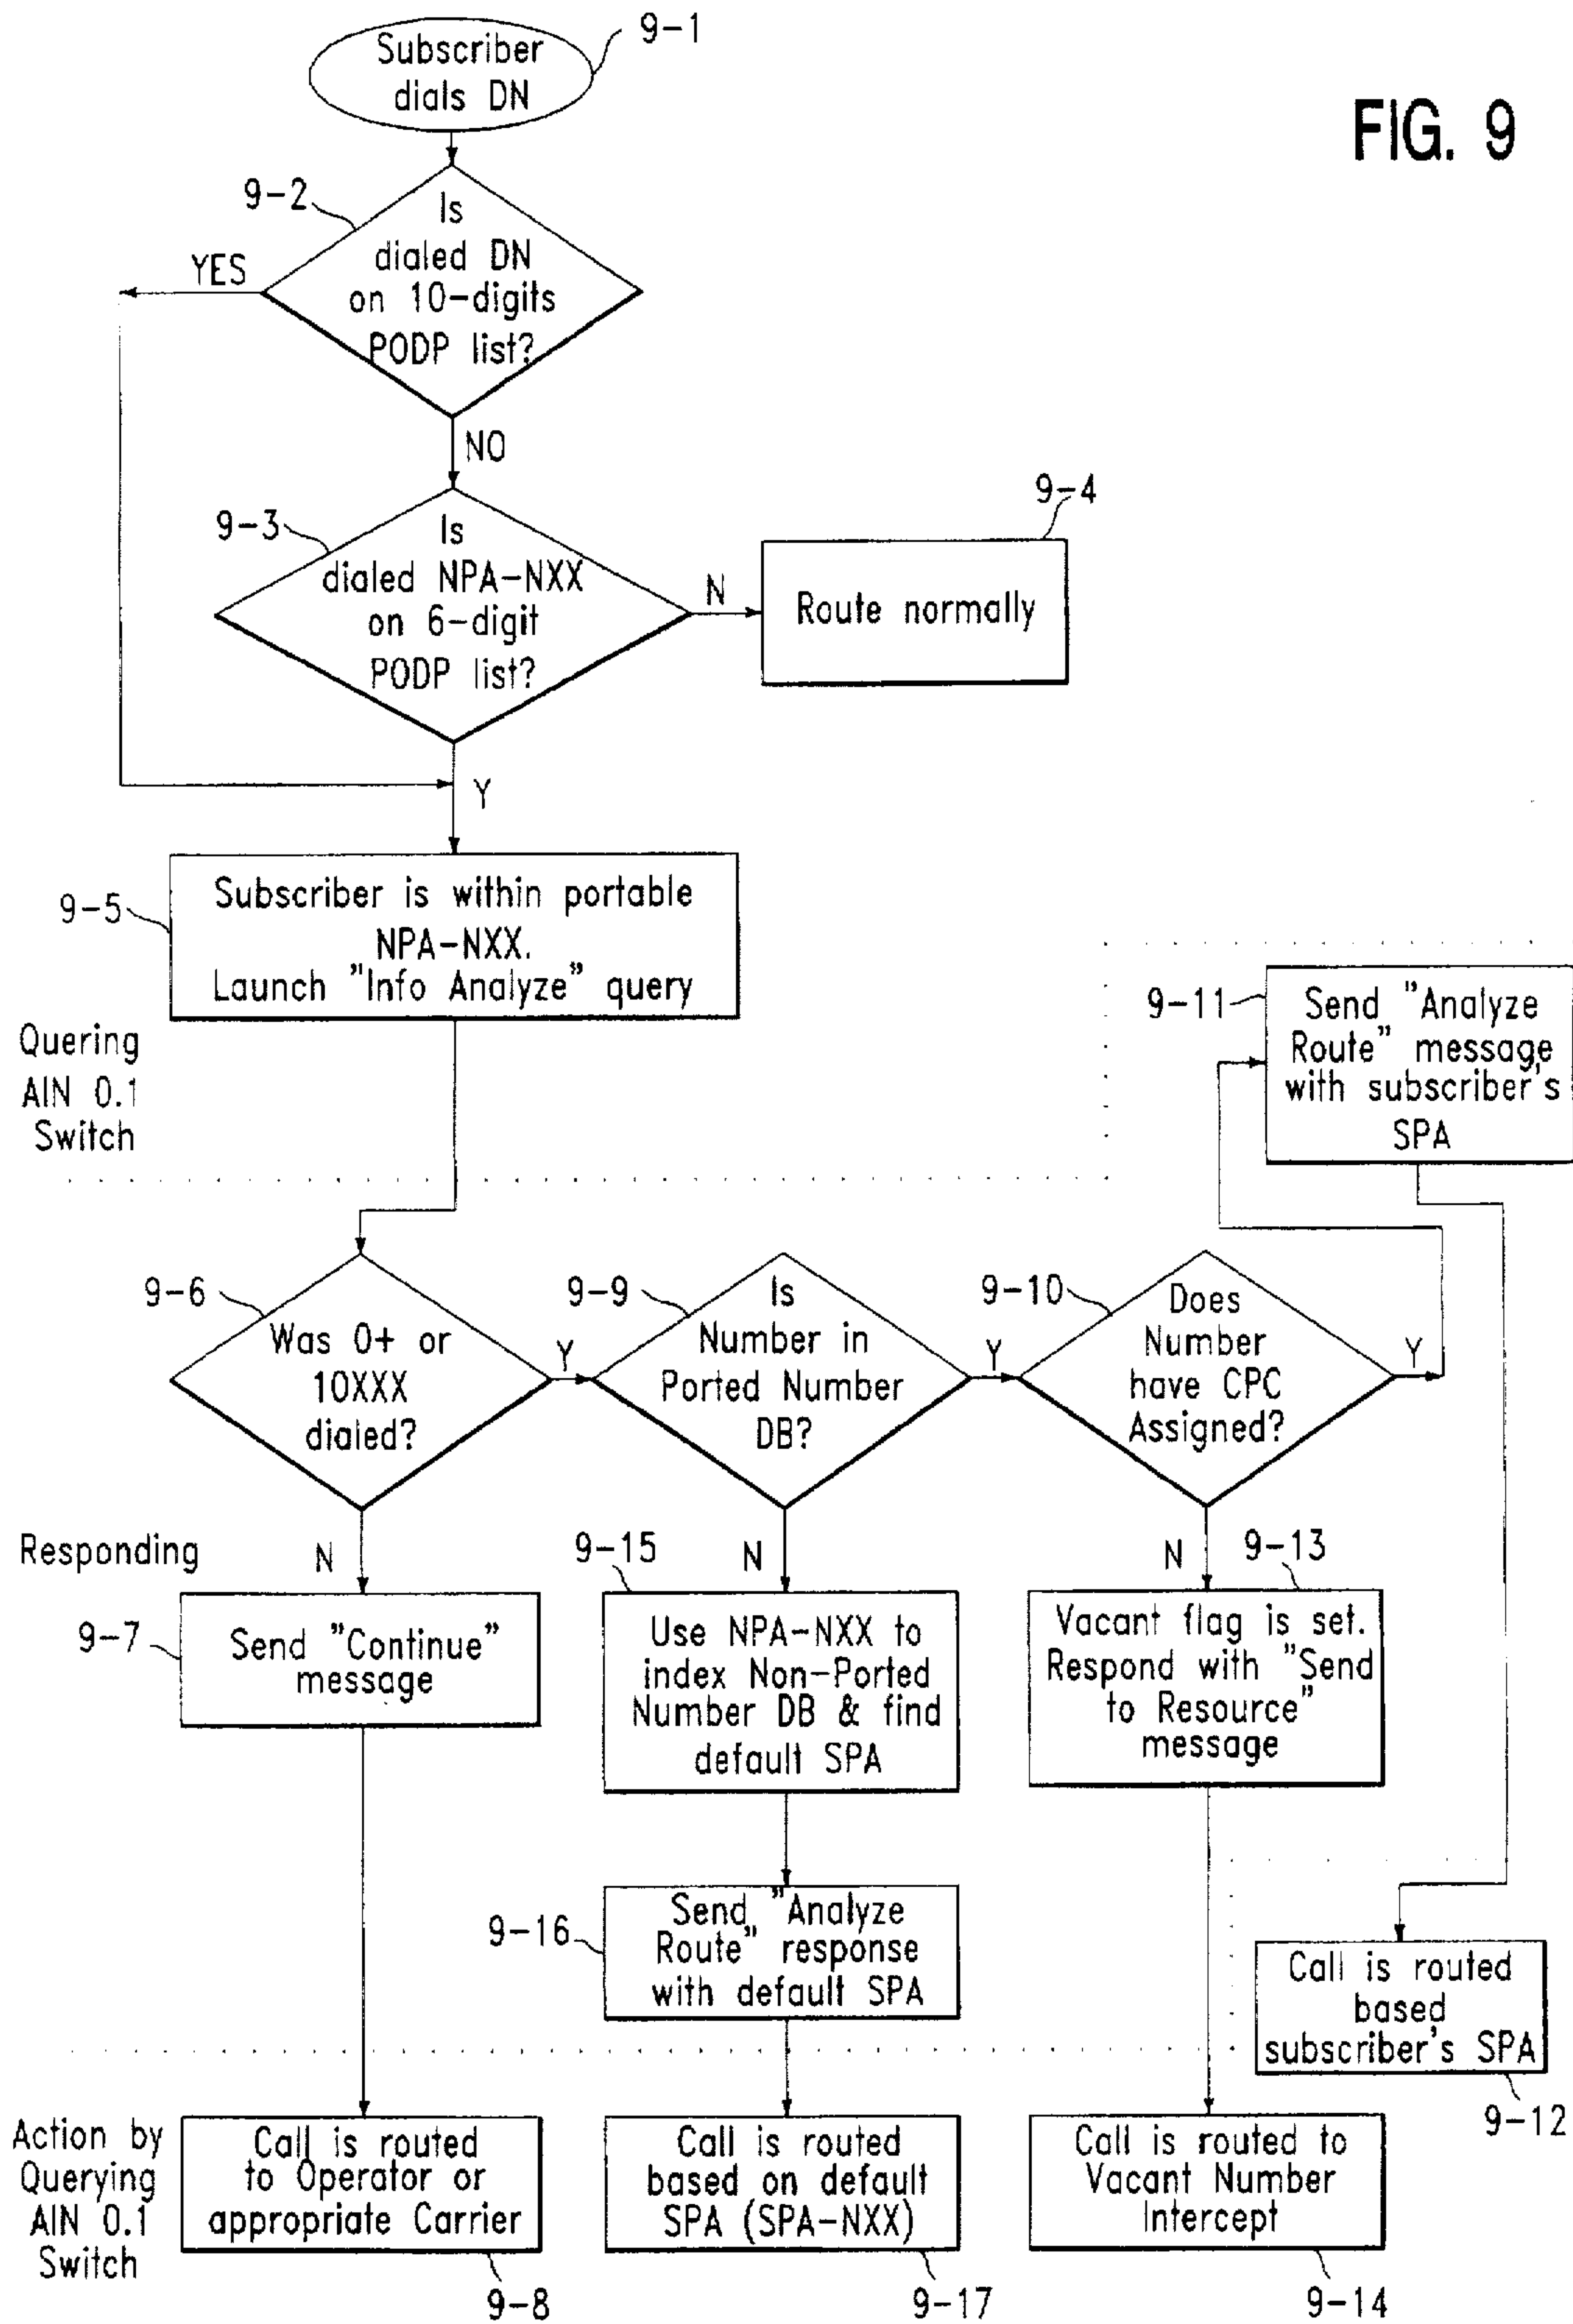 FIG. 9
9-1
Subscriber
dials DN
9-2
Is
dialed DN
on 10-digits
PODP list?
YES
NO
9-3
Is
dialed NPA-NXX
on 6-digit
PODP list?
N
9-4
Route normally
Y
9-5
Subscriber is within portable
NPA-NXX.
Launch "Info Analyze" query
Quering
AIN 0.1
Switch
9-11
Send "Analyze
Route" message
with subscriber's
SPA
9-6
Was 0+ or
10XXX
dialed?
Y
9-9
Is
Number in
Ported Number
DB?
Y
9-10
Does
Number
have CPC
Assigned?
Y
Responding
N
9-7
Send "Continue"
message
9-15
N
Use NPA-NXX to
index Non-Ported
Number DB & find
default SPA
N
9-13
Vacant flag is set.
Respond with "Send
to Resource"
message
9-16
Send "Analyze
Route" response
with default SPA
Call is routed
based
subscriber's SPA
9-12
Action by
Querying
AIN 0.1
Switch
Call is routed
to Operator or
appropriate Carrier
9-8
Call is routed
based on default
SPA (SPA-NXX)
9-17
Call is routed to
Vacant Number
Intercept
9-14